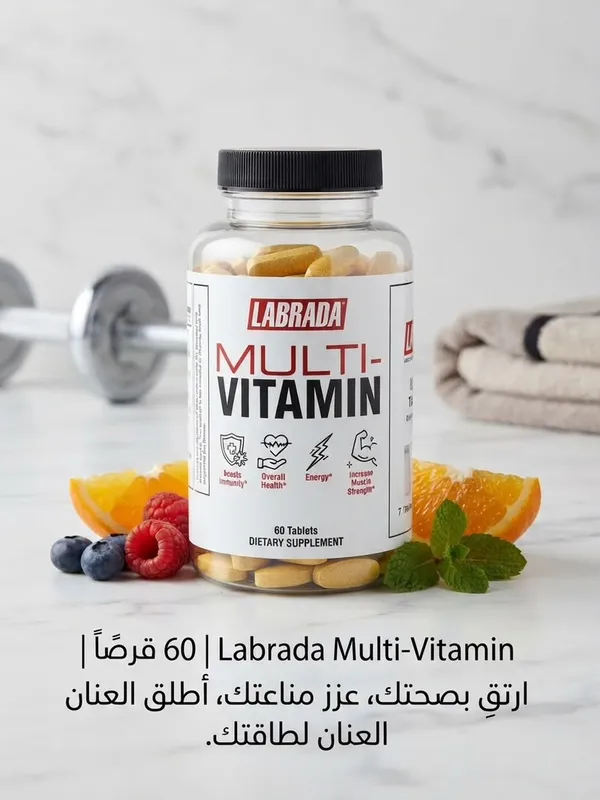 LABRADA
MULTI-
VITAMIN
Boosts Immunity*
Overall Health*
Energy*
Increase Muscle Strength*
60 Tablets
DIETARY SUPPLEMENT
Labrada Multi-Vitamin | 60 قرصًاً |
ارتقِ بصحتك، عزز مناعتك، أطلق العنان
العنان لطاقتك.